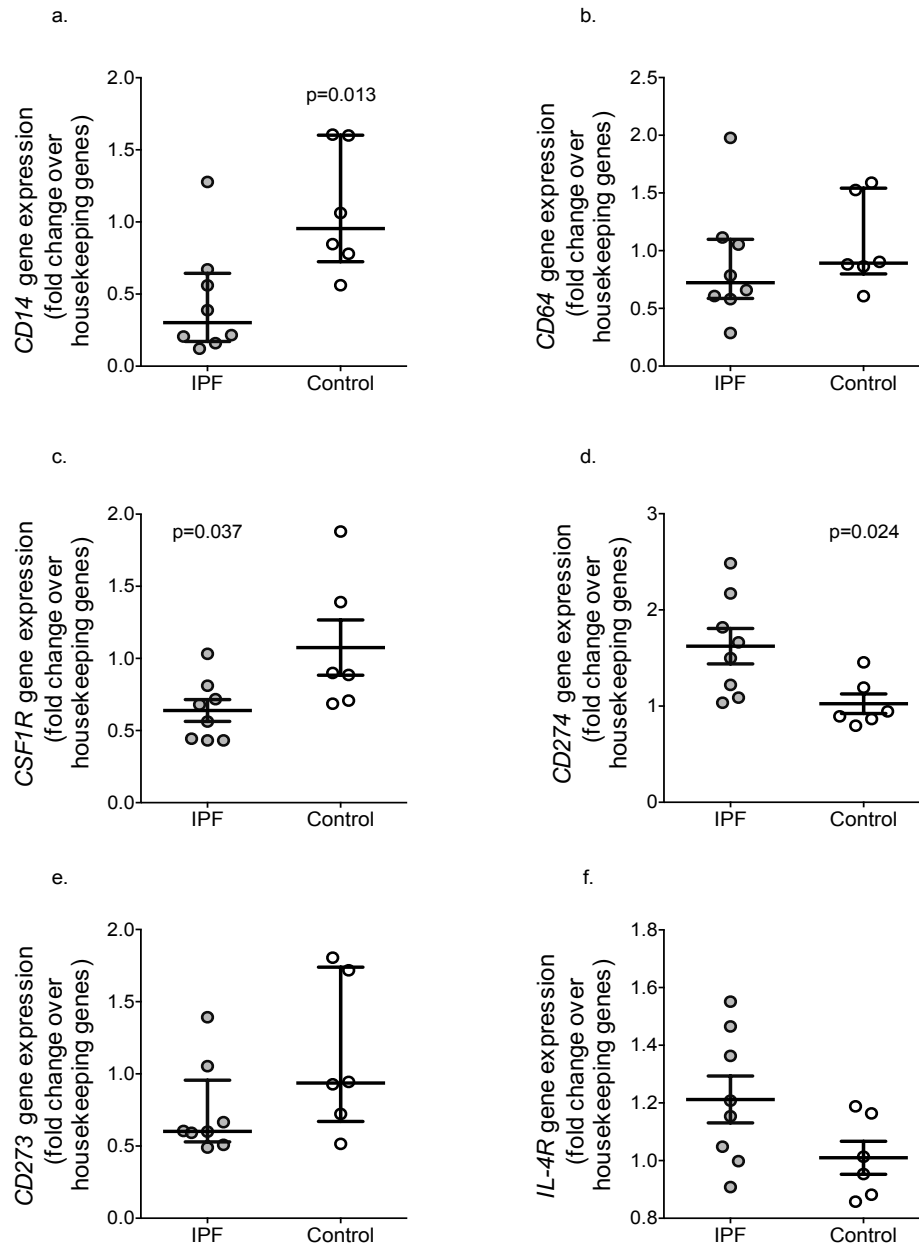 a.
CD14 gene expression
(fold change over
housekeeping genes)
2.0
1.5
1.0
0.5
0.0
p=0.013
IPF
Control
b.
CD64 gene expression
(fold change over
housekeeping genes)
2.5
2.0
1.5
1.0
0.5
0.0
IPF
Control
c.
CSF1R gene expression
(fold change over
housekeeping genes)
2.0
1.5
1.0
0.5
0.0
p=0.037
IPF
Control
d.
CD274 gene expression
(fold change over
housekeeping genes)
3
2
1
0
p=0.024
IPF
Control
e.
CD273 gene expression
(fold change over
housekeeping genes)
2.0
1.5
1.0
0.5
0.0
IPF
Control
f.
IL-4R gene expression
(fold change over
housekeeping genes)
1.8
1.6
1.4
1.2
1.0
0.8
IPF
Control